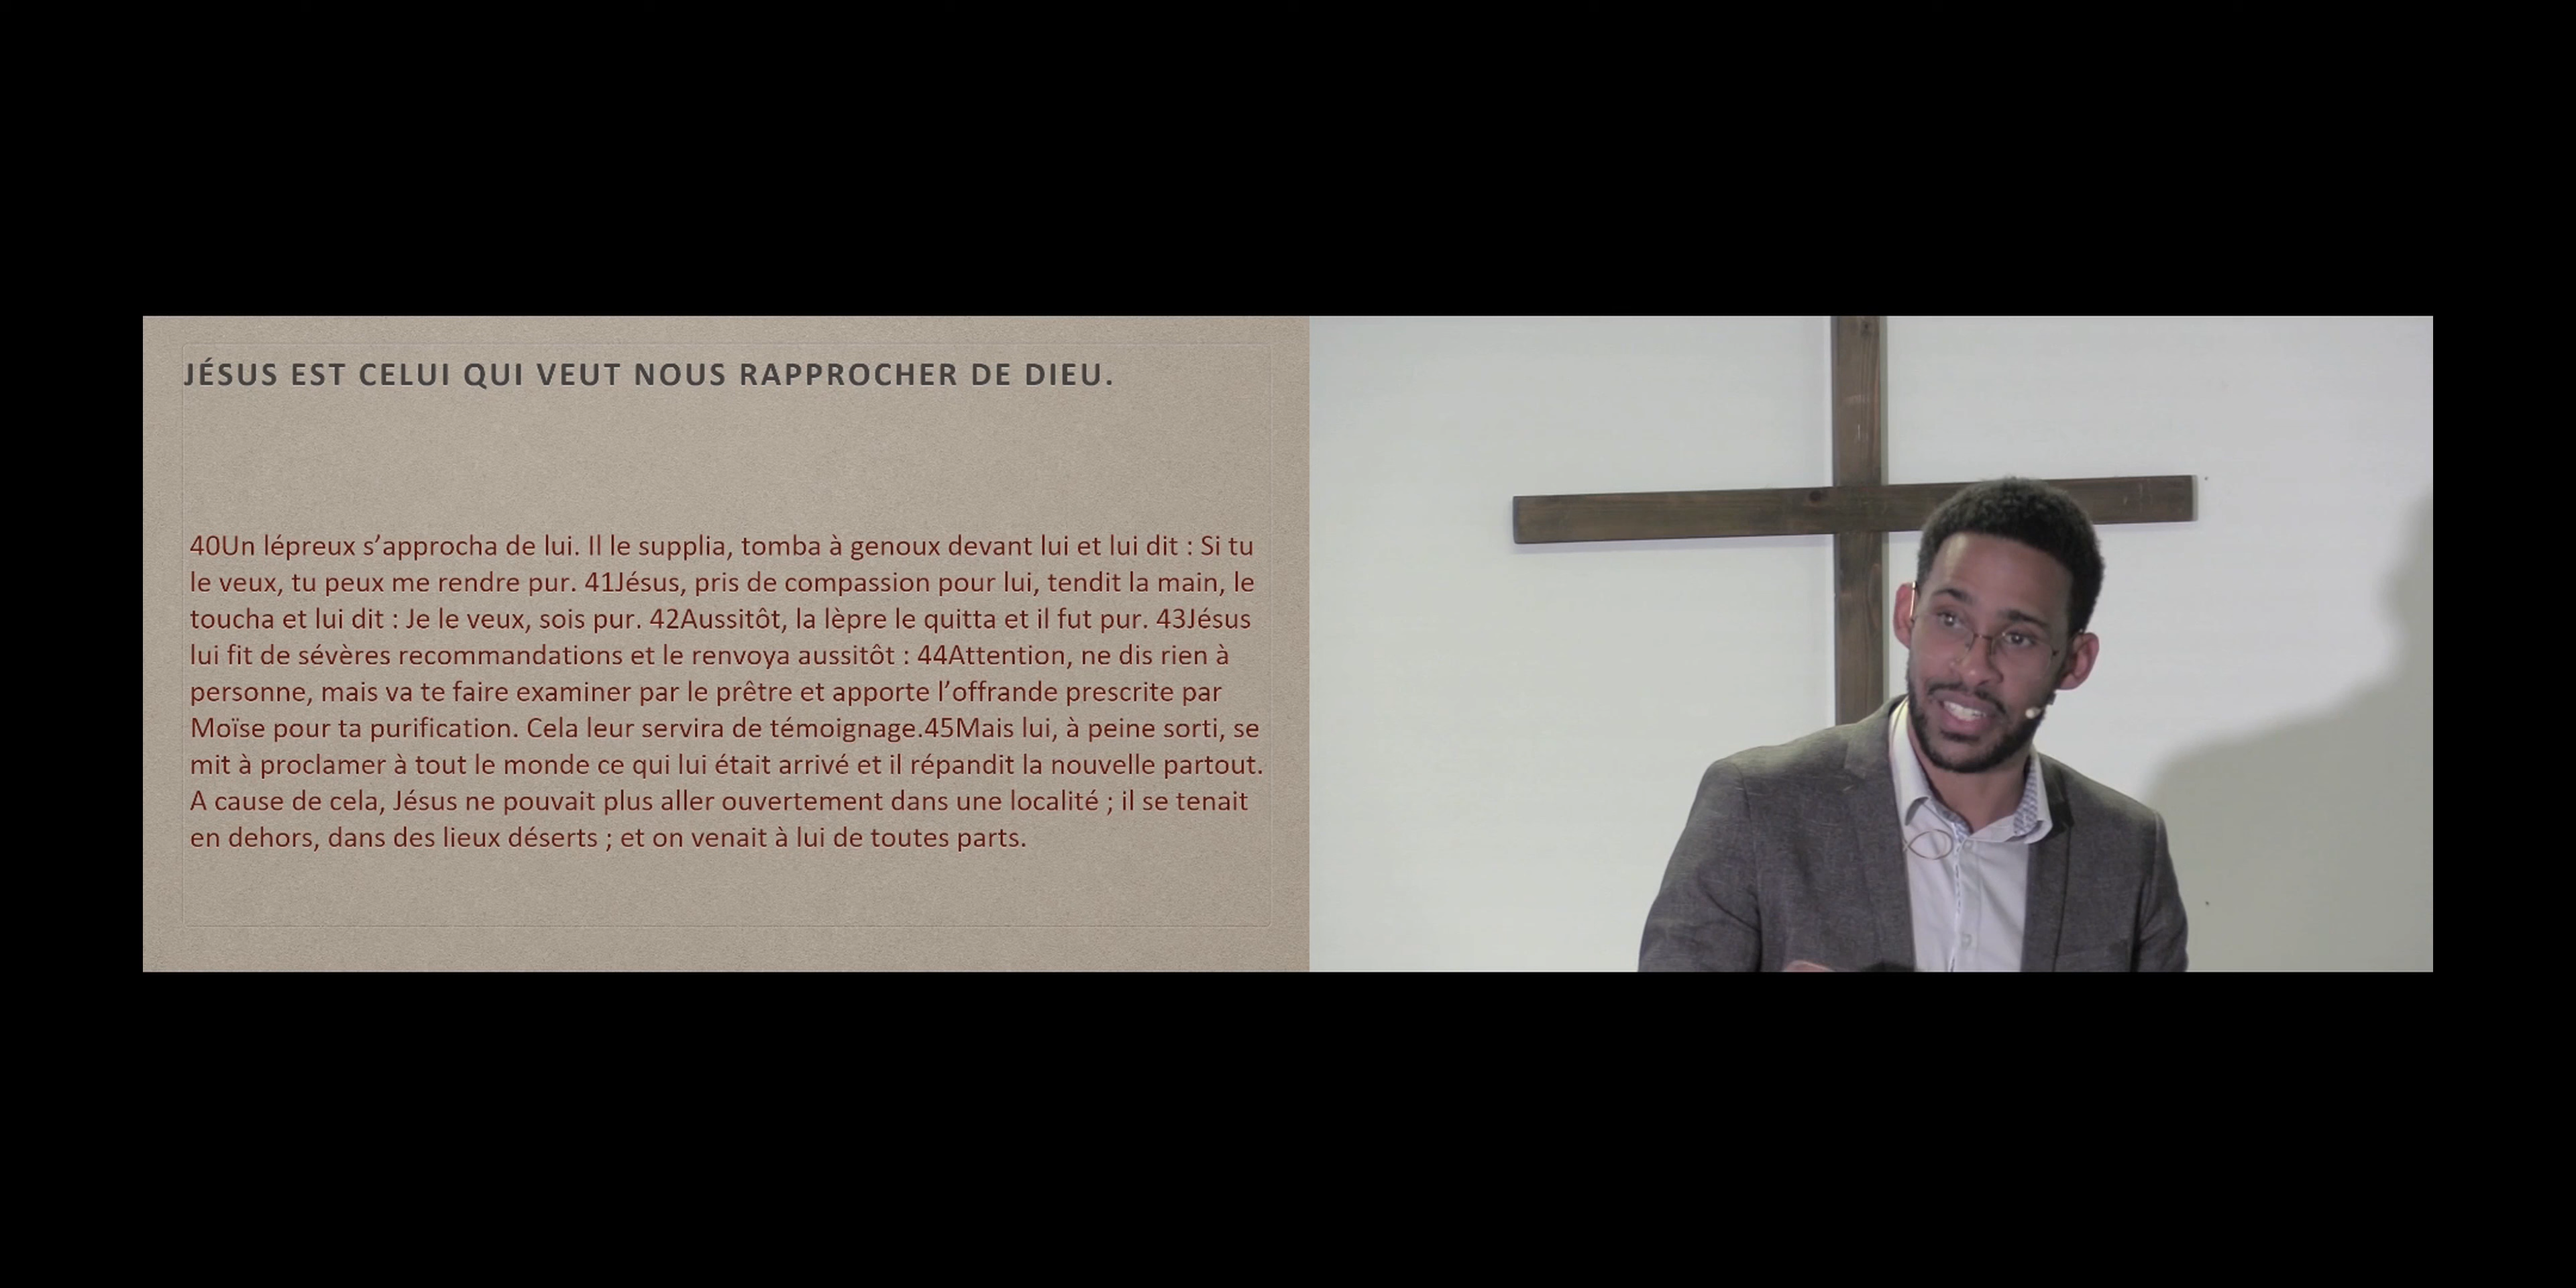 JÉSUS EST CELUI QUI VEUT NOUS RAPPROCHER DE DIEU.
40Un lépreux s’approcha de lui. Il le supplia, tomba à genoux devant lui et lui dit : Si tu
le veux, tu peux me rendre pur. 41Jésus, pris de compassion pour lui, tendit la main, le
toucha et lui dit : Je le veux, sois pur. 42Aussitôt, la lèpre le quitta et il fut pur. 43Jésus
lui fit de sévères recommandations et le renvoya aussitôt : 44Attention, ne dis rien à
personne, mais va te faire examiner par le prêtre et apporte l’offrande prescrite par
Moïse pour ta purification. Cela leur servira de témoignage.45Mais lui, à peine sorti, se
mit à proclamer à tout le monde ce qui lui était arrivé et il répandit la nouvelle partout.
A cause de cela, Jésus ne pouvait plus aller ouvertement dans une localité ; il se tenait
en dehors, dans des lieux déserts ; et on venait à lui de toutes parts.